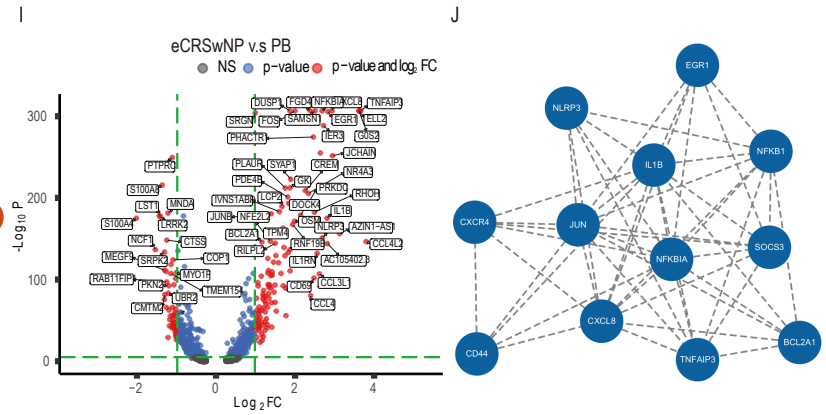 I
J
eCRSwNP v.s PB
NS p-value p-value and log2 FC
DUSP1 FGD4 NFKBIA CXCL8 TNFAIP3
SRGN FOS SAMSN1 EGR1 ELL2
PHACTR1 IER3 G0S2
JCHAIN
PTPRC PLAUR SYAP1 CREM NR4A3
PDE4B GK PRKDC
S100A8 IVNS1ABP LCP2 RHOH
LST1 MNDA DOCK4
JUNB NFE2L2 IL1B
S100A4 LRRK2 OSM NLRP3 AZIN1-AS1
BCL2A1 TPM4
NCF1 CTSS RNF19B CCL4L2
RILPL2
MEGF9 SRPK2 COP1 IL1RN AC105402.3
RAB11FIP1 MYO1F
PKN2 CD69 CCL3L1
UBR2 TMEM154
CMTM2 CCL4
300
200
100
0
-Log10 P
−2 0 2 4
Log2FC
EGR1
NLRP3
NFKB1
IL1B
CXCR4
JUN
SOCS3
NFKBIA
CXCL8
BCL2A1
CD44
TNFAIP3